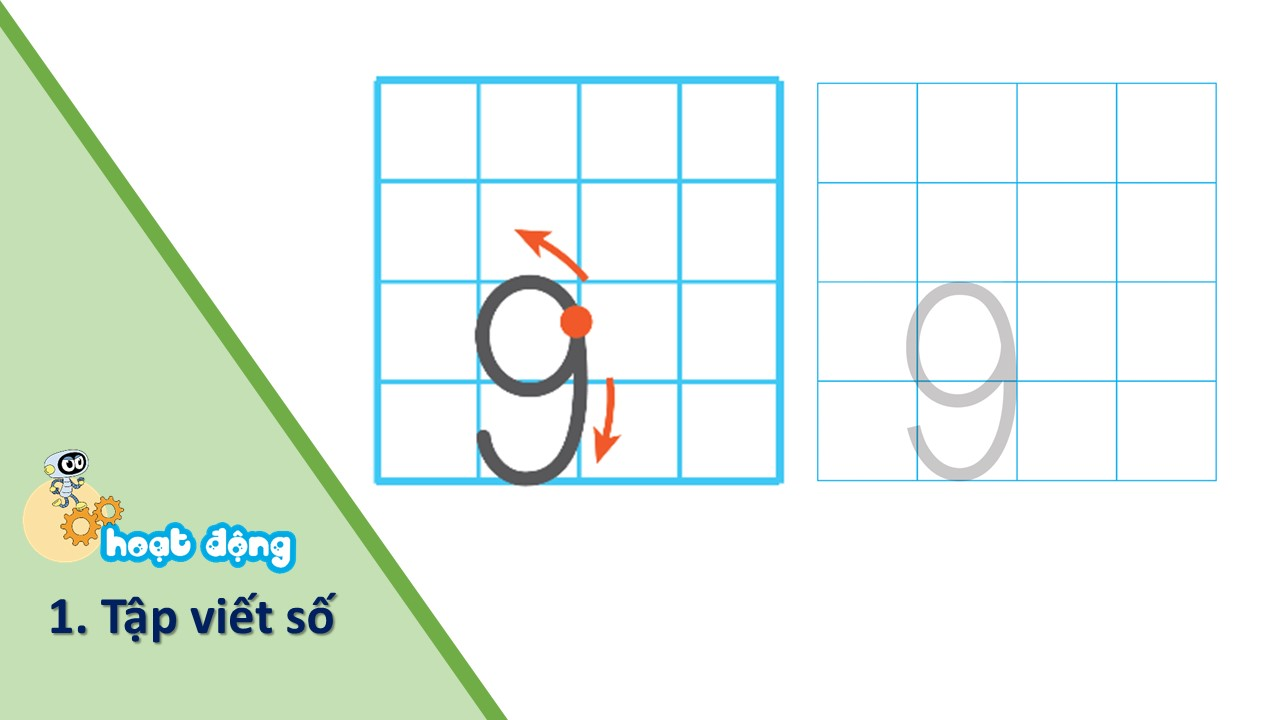 9
9
hoạt động
1. Tập viết số